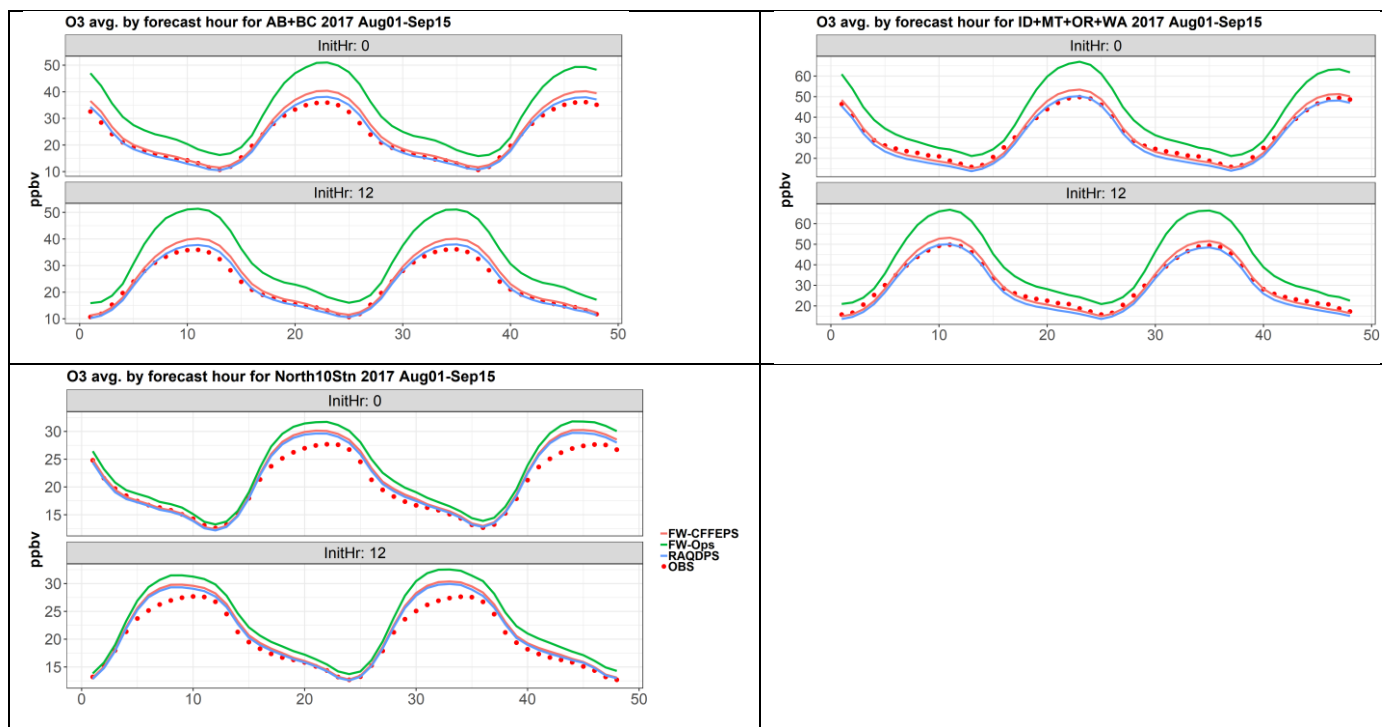 O3 avg. by forecast hour for AB+BC 2017 Aug01-Sep15
InitHr: 0
50
40
30
20
10
InitHr: 12
50
40
30
20
10
ppbv
0 10 20 30 40 50
O3 avg. by forecast hour for ID+MT+OR+WA 2017 Aug01-Sep15
InitHr: 0
60
50
40
30
20
InitHr: 12
60
50
40
30
20
ppbv
0 10 20 30 40 50
O3 avg. by forecast hour for North10Stn 2017 Aug01-Sep15
InitHr: 0
30
25
20
15
InitHr: 12
30
25
20
15
ppbv
0 10 20 30 40 50
FW-CFFEPS
FW-Ops
RAQDPS
OBS